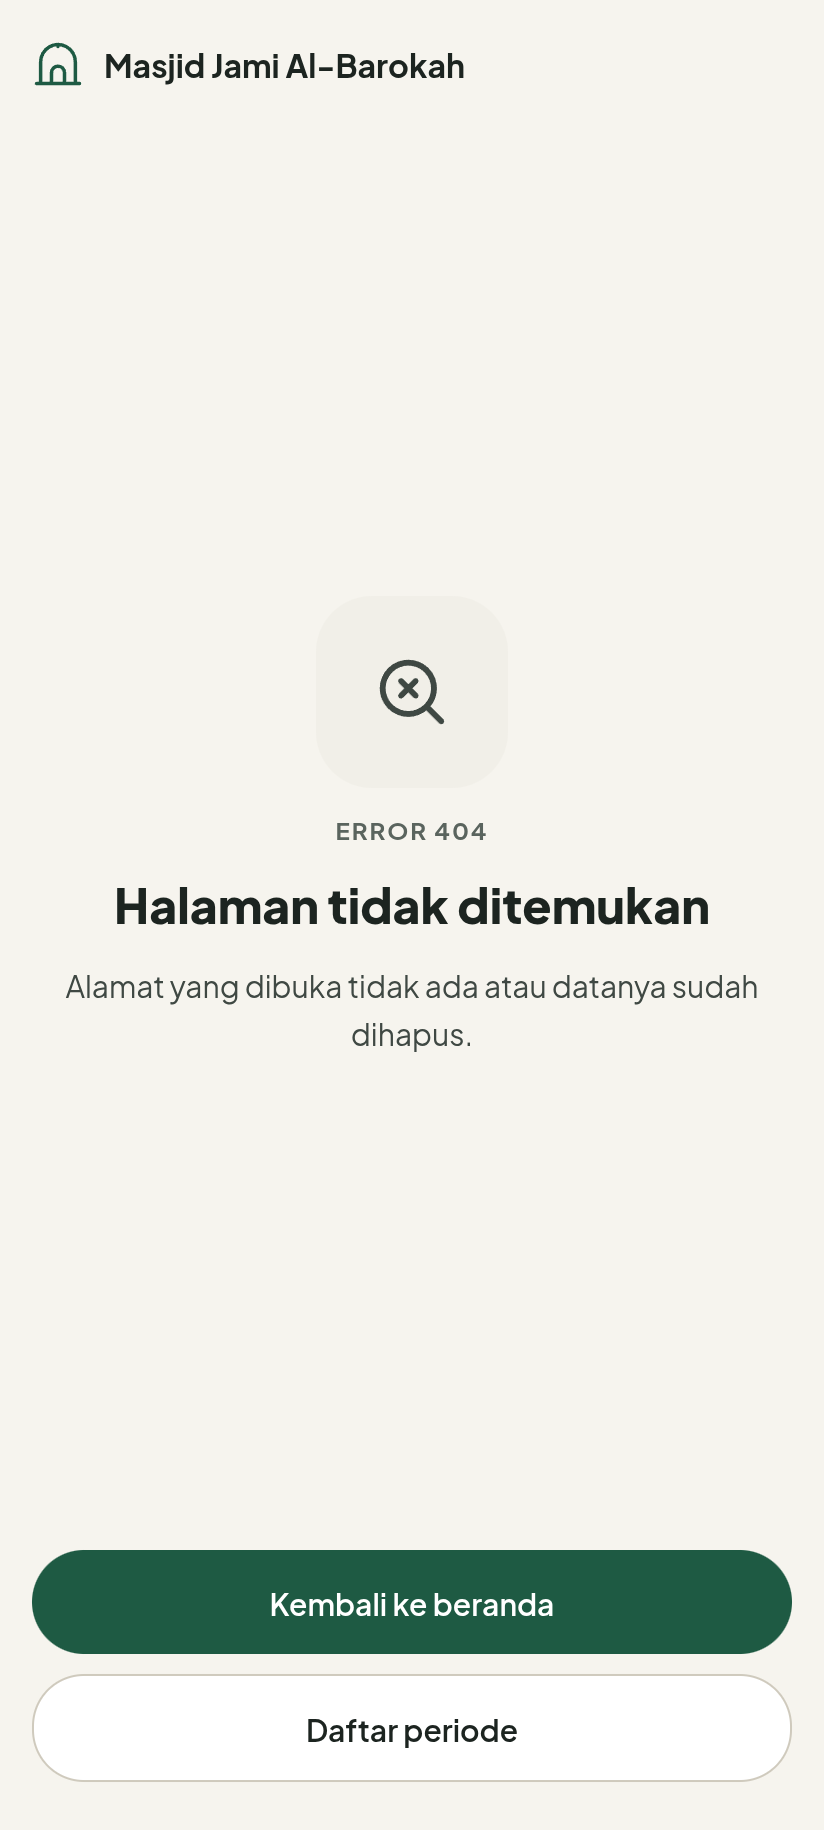 Masjid Jami Al-Barokah
ERROR 404
Halaman tidak ditemukan
Alamat yang dibuka tidak ada atau datanya sudah
dihapus.
Kembali ke beranda
Daftar periode